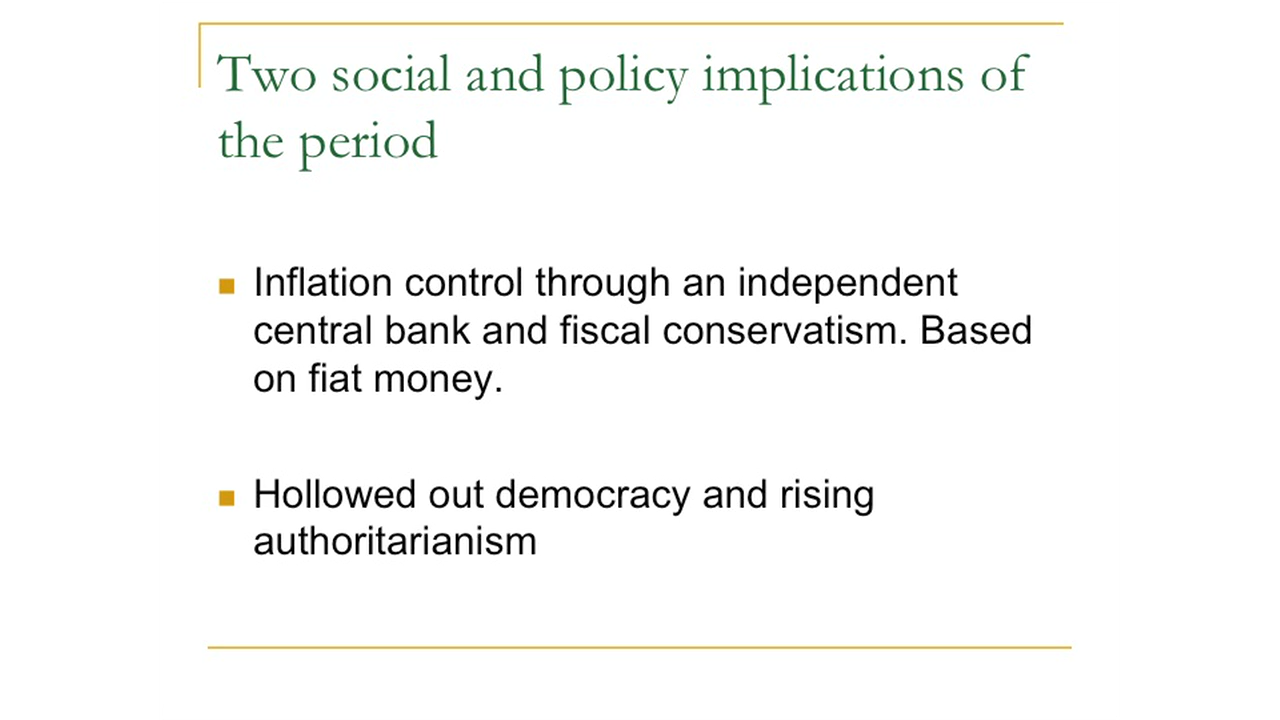 Two social and policy implications of
the period
Inflation control through an independent
central bank and fiscal conservatism. Based
on fiat money.
Hollowed out democracy and rising
authoritarianism